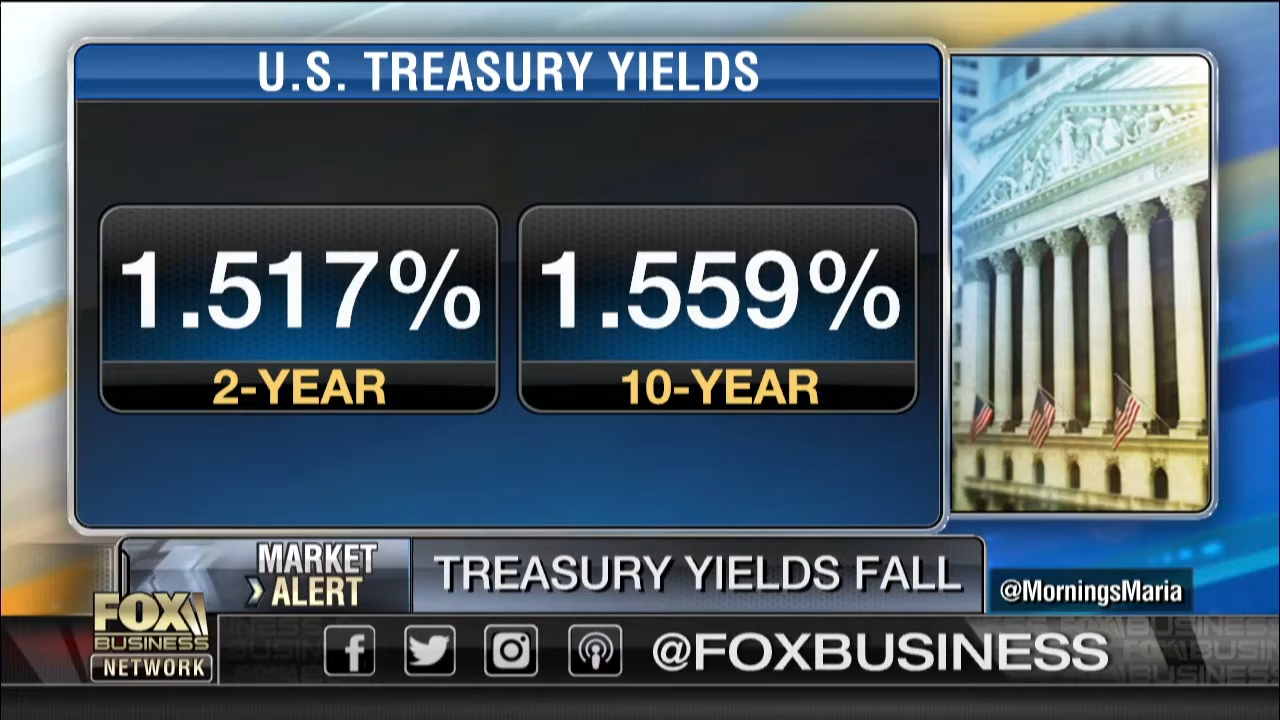 U.S. TREASURY YIELDS
1.517%
2-YEAR
1.559%
10-YEAR
MARKET
ALERT
TREASURY YIELDS FALL
@MorningsMaria
FOX
BUSINESS
NETWORK
@FOXBUSINESS